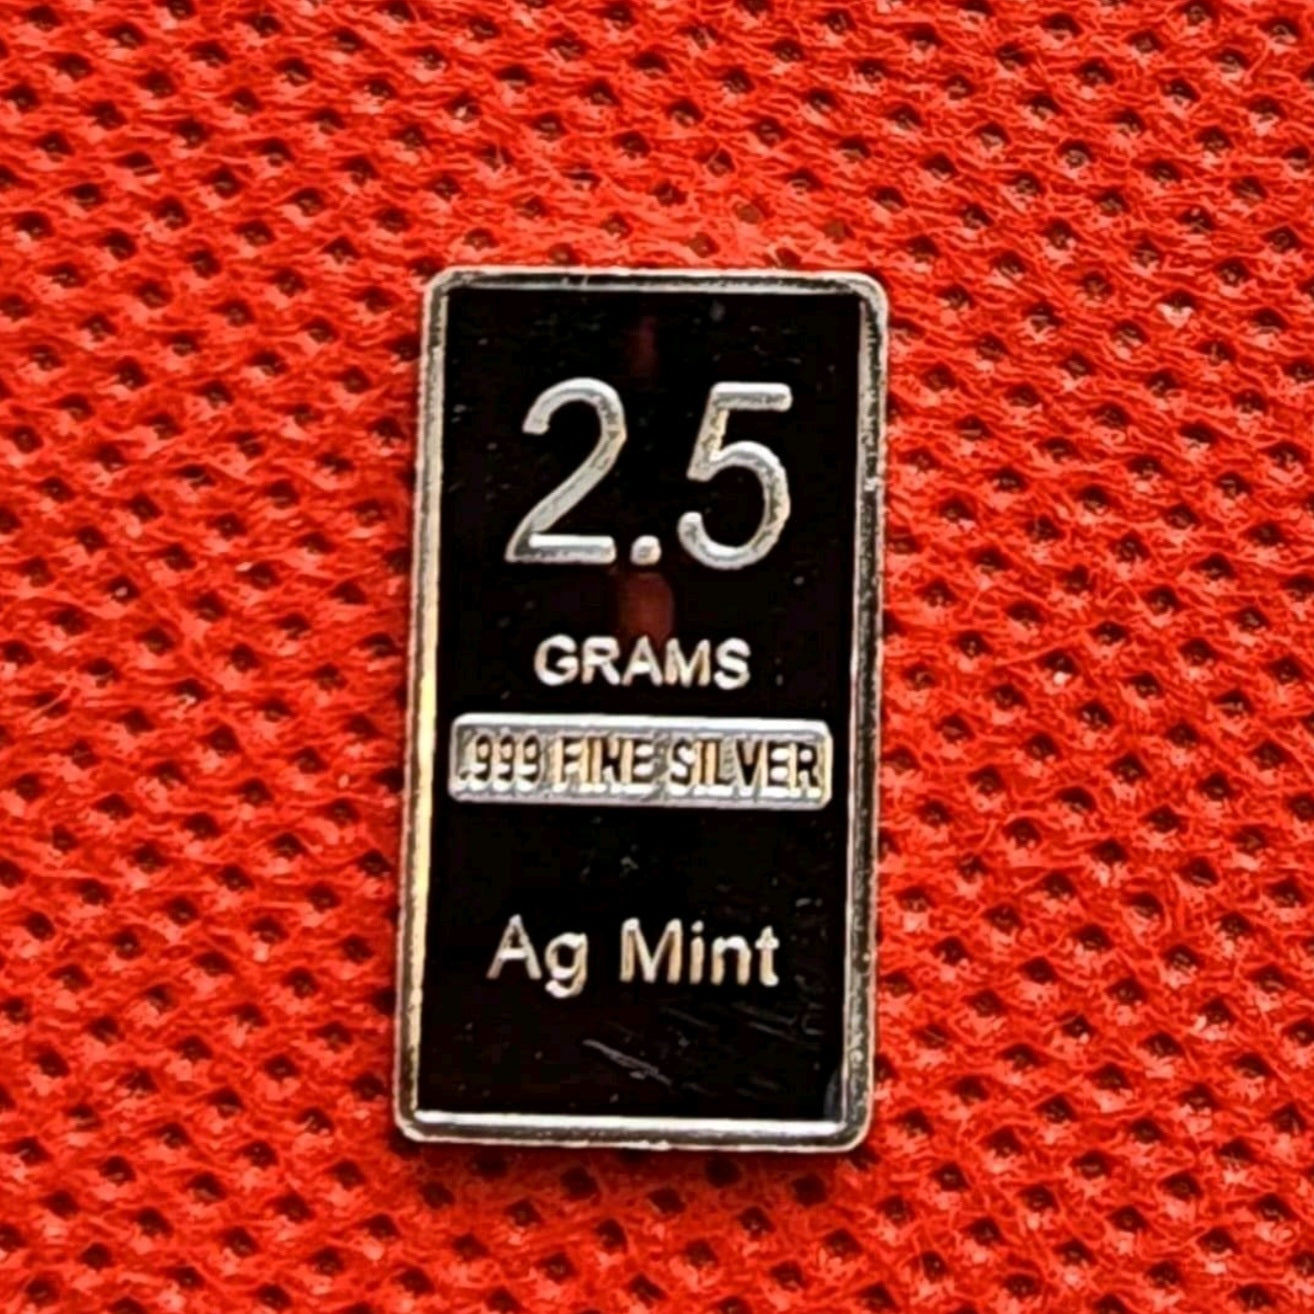 2.5
GRAMS
.999 FINE SILVER
Ag Mint